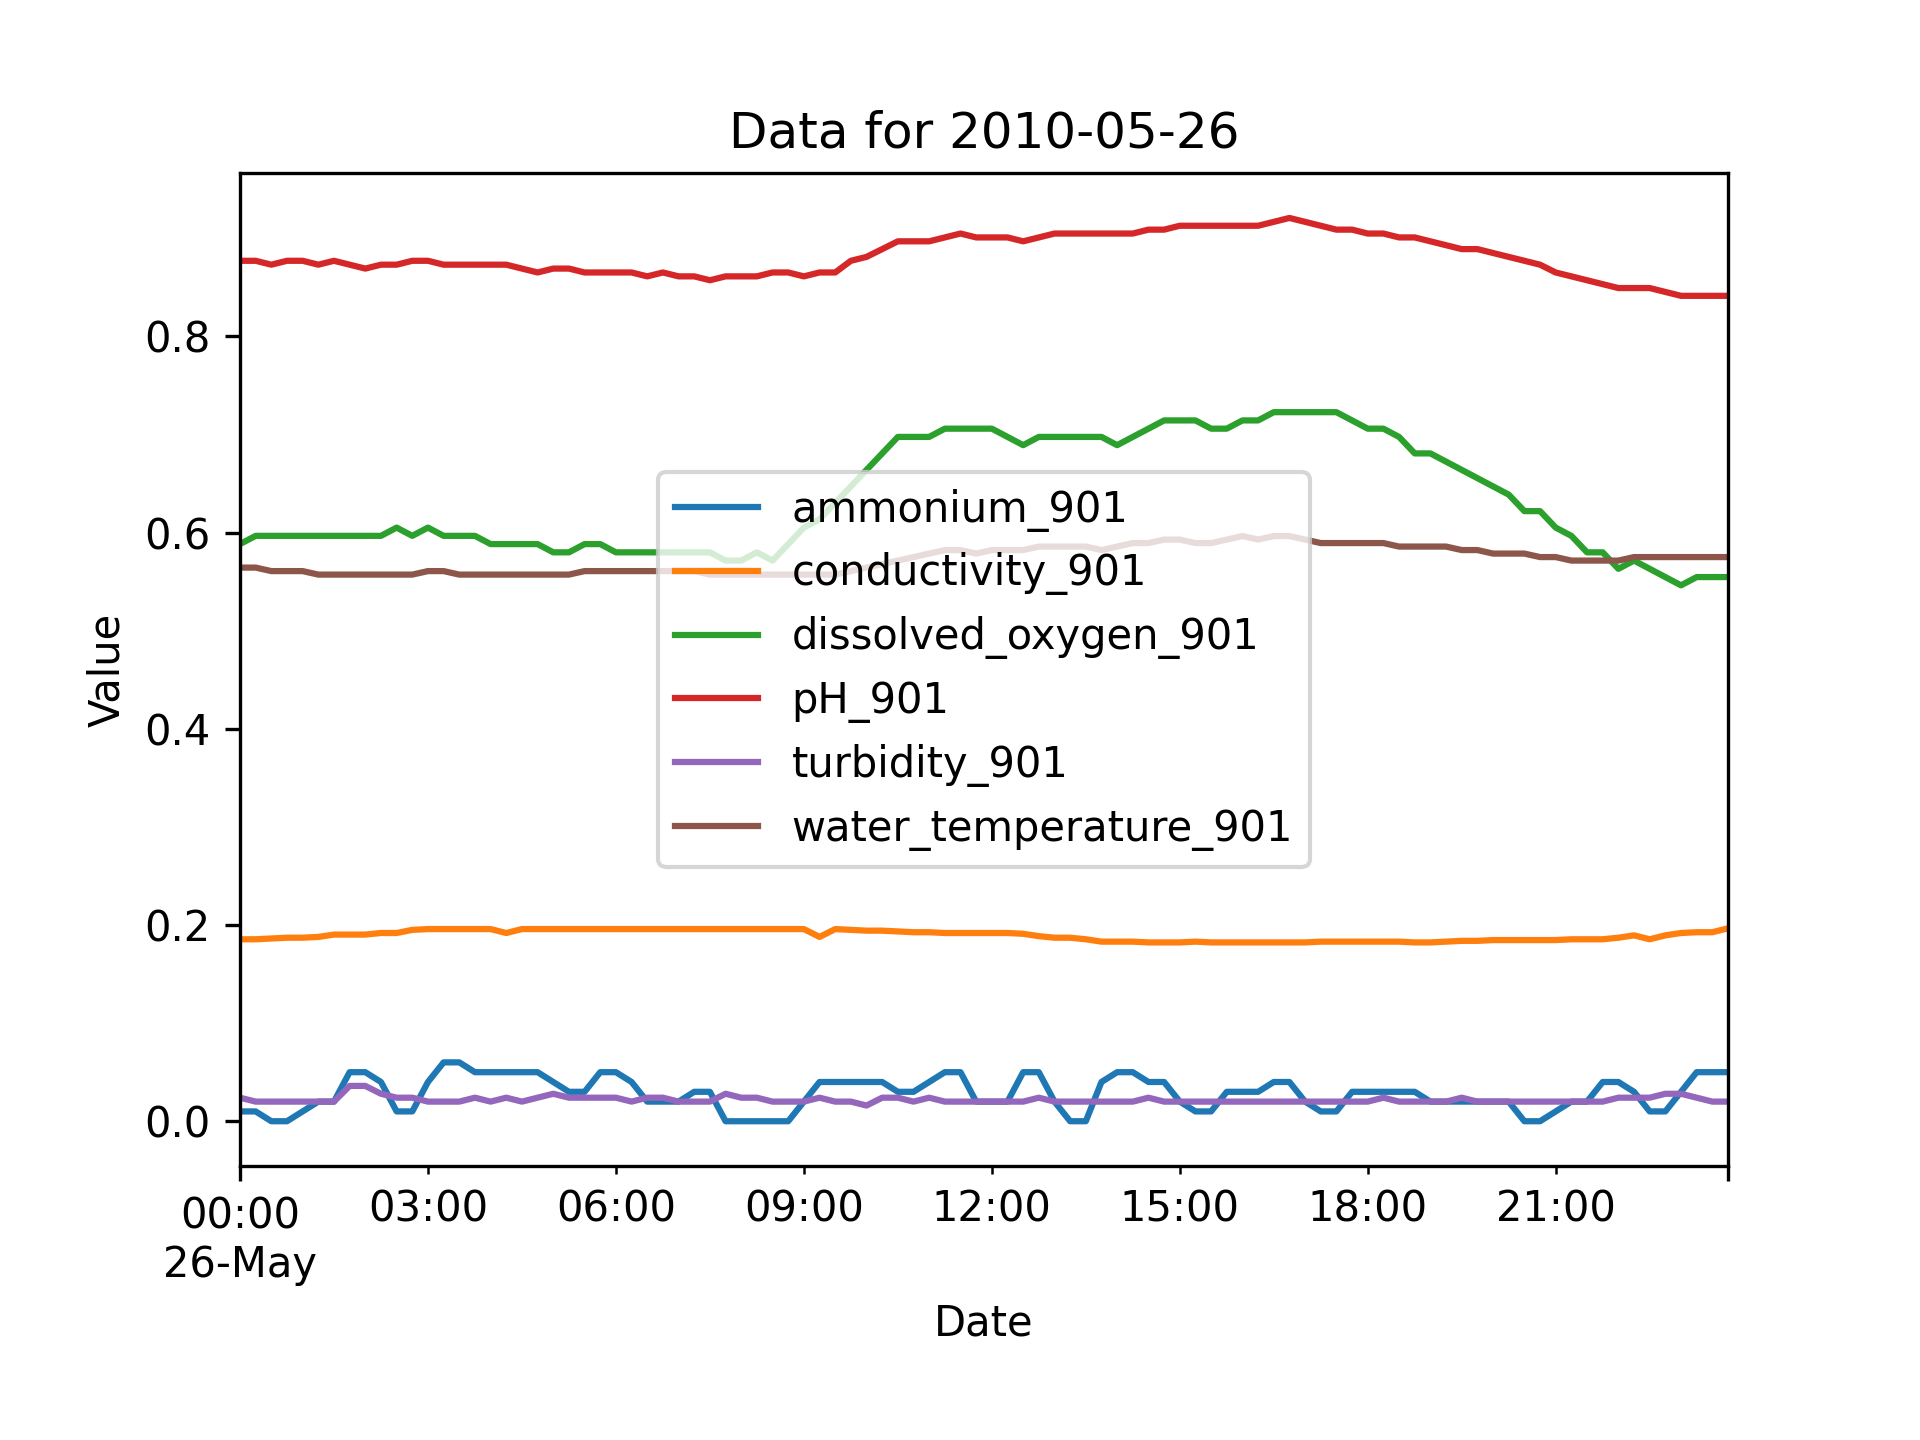 Data for 2010-05-26
Value
0.8
0.6
0.4
0.2
0.0
ammonium_901
conductivity_901
dissolved_oxygen_901
pH_901
turbidity_901
water_temperature_901
00:00 03:00 06:00 09:00 12:00 15:00 18:00 21:00
26-May
Date